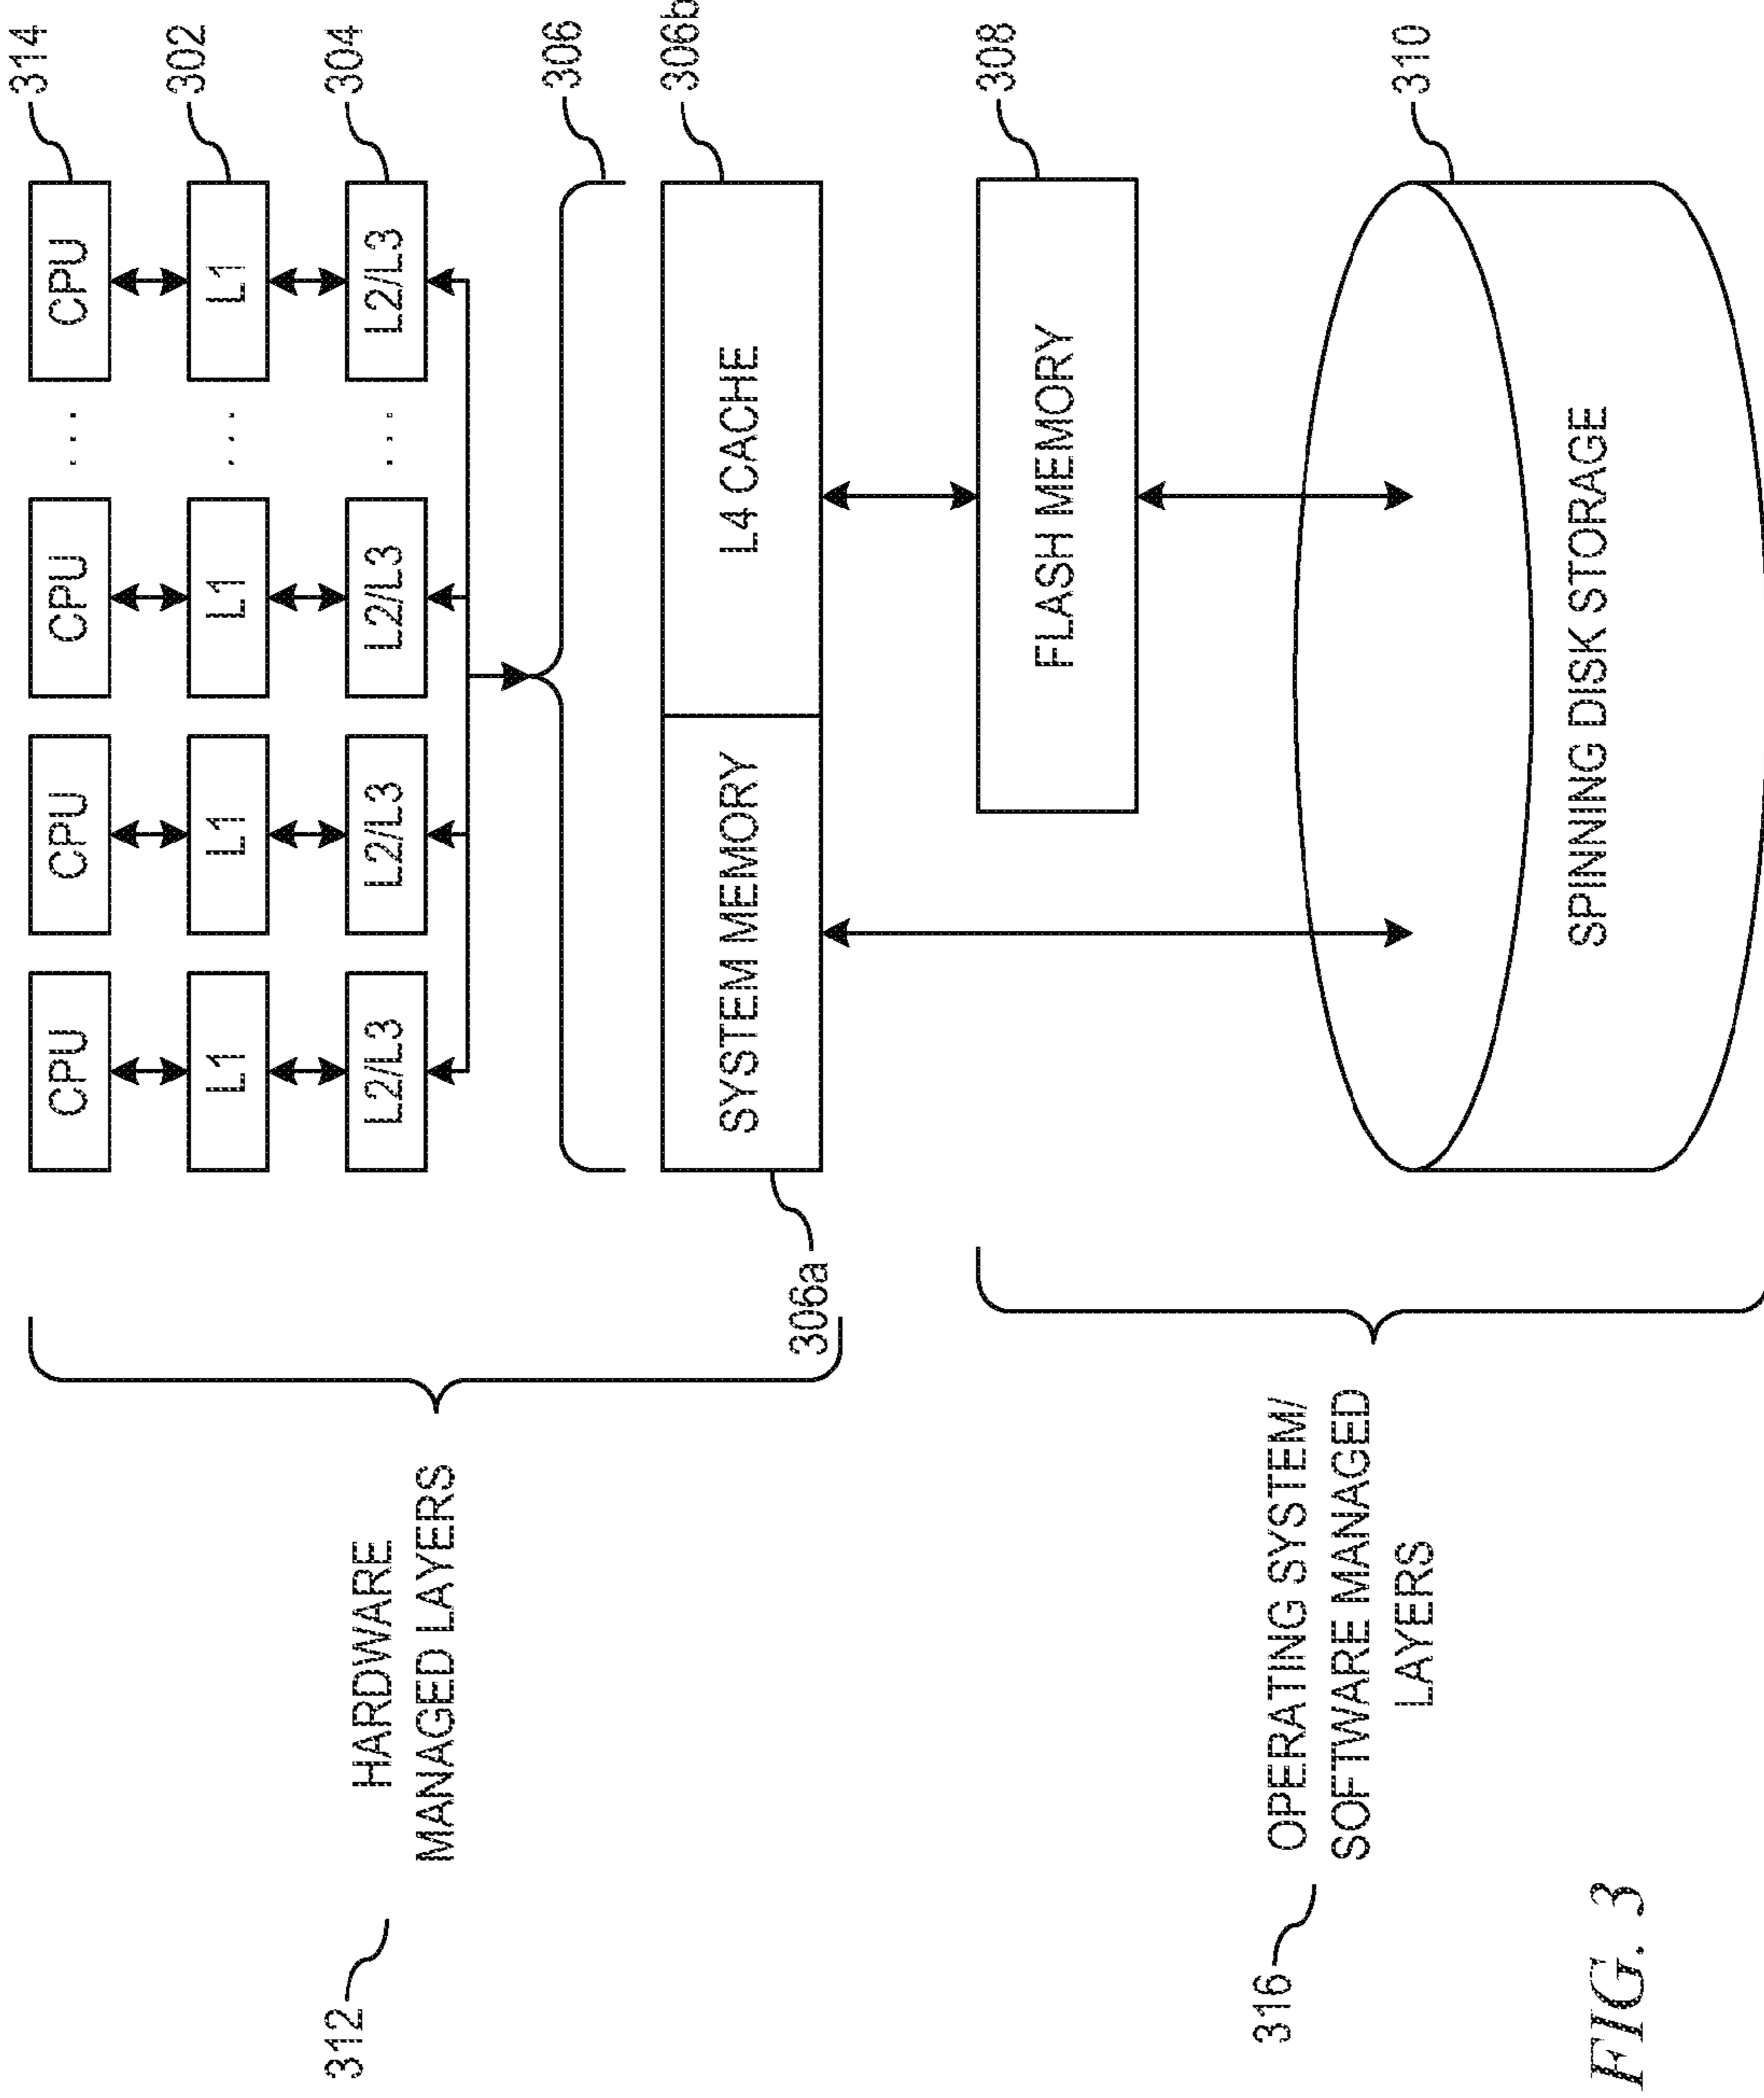 CPU CPU CPU ... CPU 314
L1 L1 L1 ... L1 302
L2/L3 L2/L3 L2/L3 ... L2/L3 304
306
312
HARDWARE
MANAGED LAYERS
SYSTEM MEMORY L4 CACHE 306b
306a
FLASH MEMORY 308
316
OPERATING SYSTEM/
SOFTWARE MANAGED
LAYERS
310
SPINNING DISK STORAGE
FIG. 3